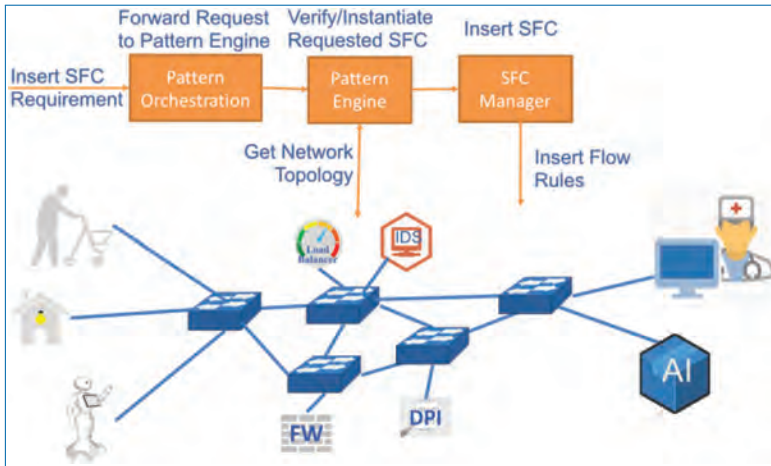 Forward Request
to Pattern Engine
Verify/Instantiate
Requested SFC
Insert SFC
Insert SFC
Requirement
Pattern
Orchestration
Pattern
Engine
SFC
Manager
Get Network
Topology
Insert Flow
Rules
Load
Balancer
IDS
FW
DPI
AI